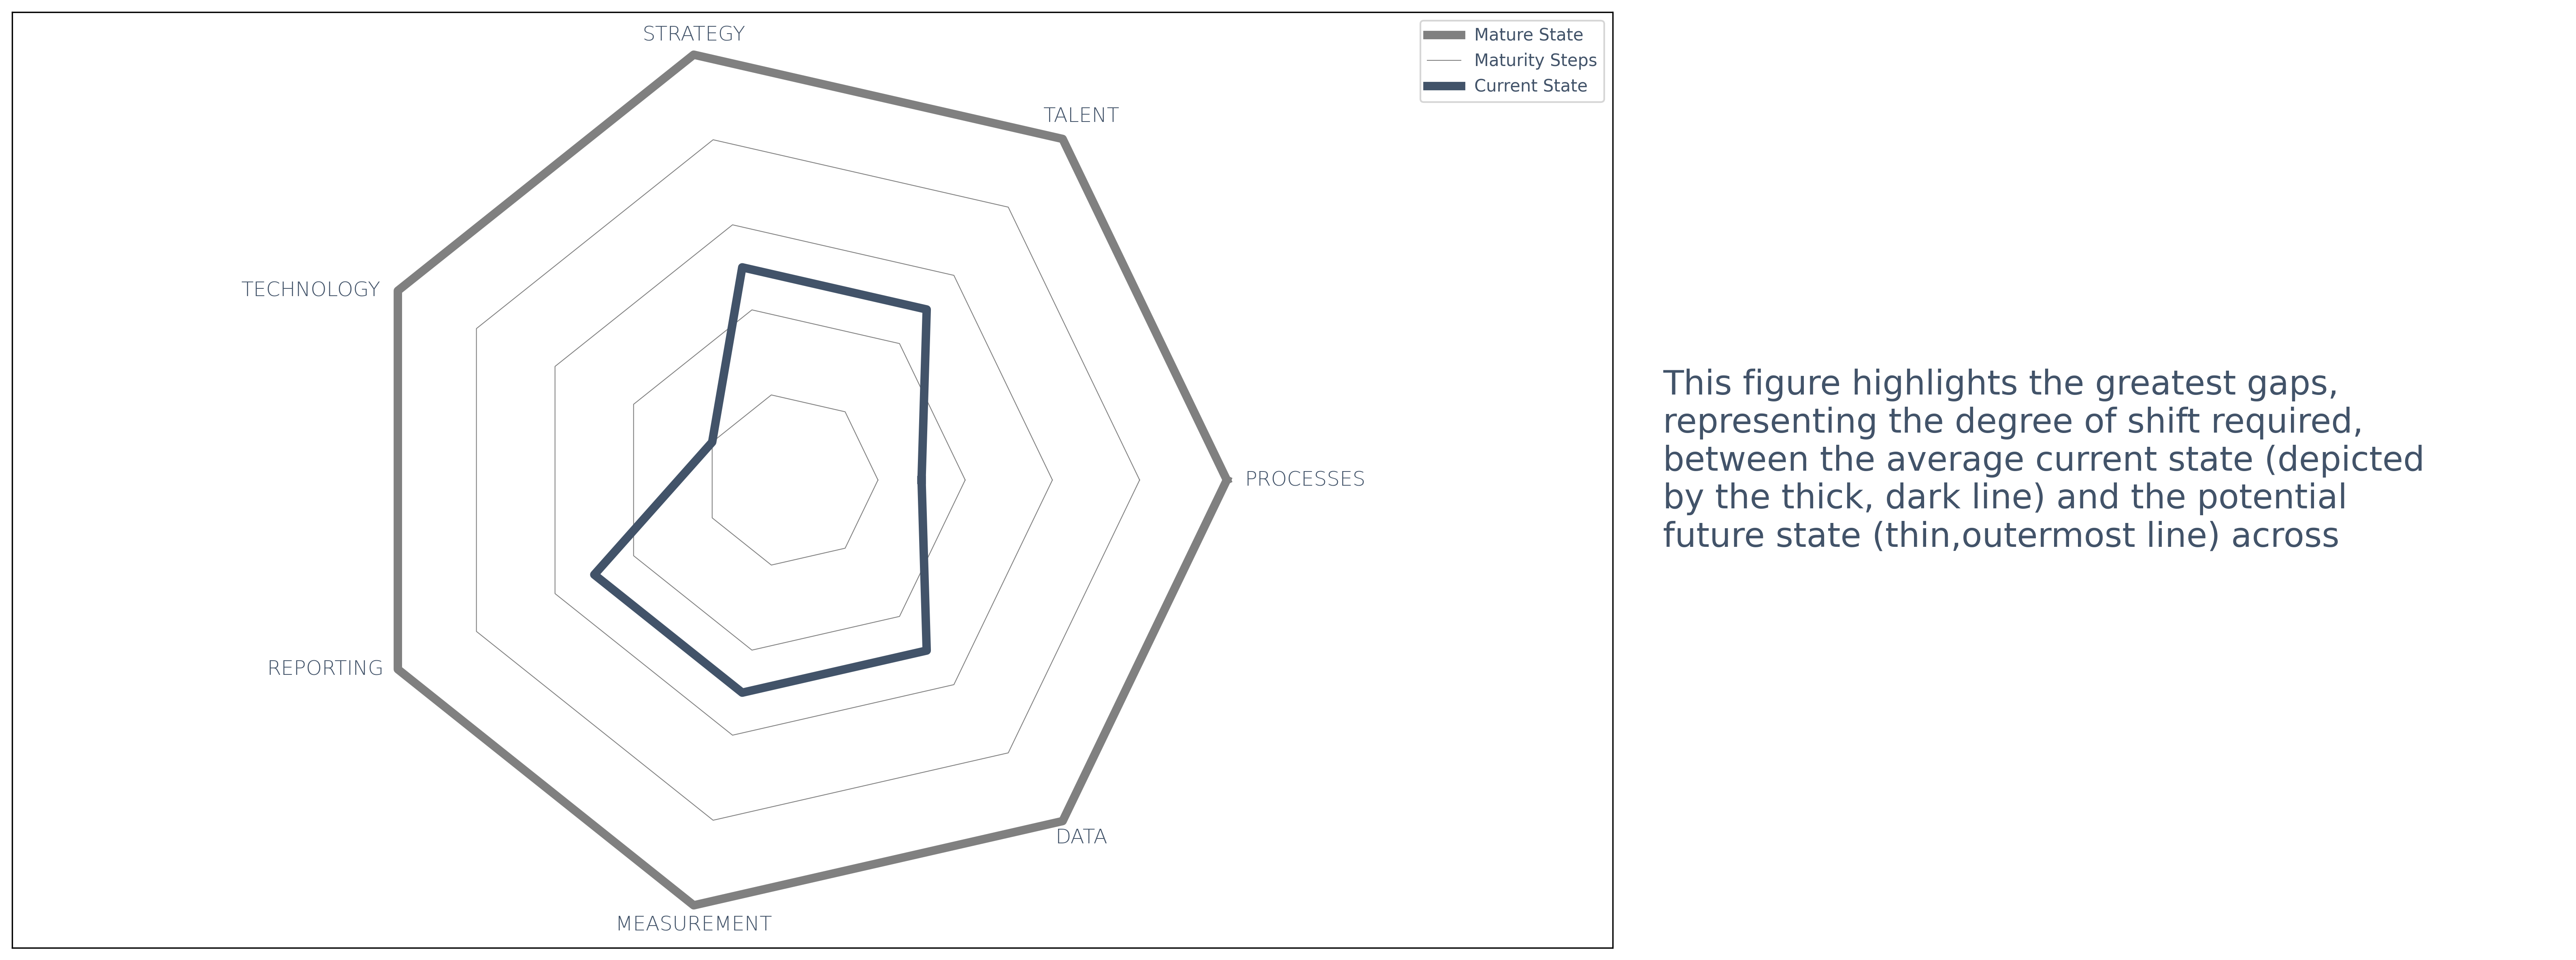 STRATEGY
Mature State
Maturity Steps
Current State
TALENT
TECHNOLOGY
PROCESSES
REPORTING
DATA
MEASUREMENT
This figure highlights the greatest gaps,
representing the degree of shift required,
between the average current state (depicted
by the thick, dark line) and the potential
future state (thin,outermost line) across